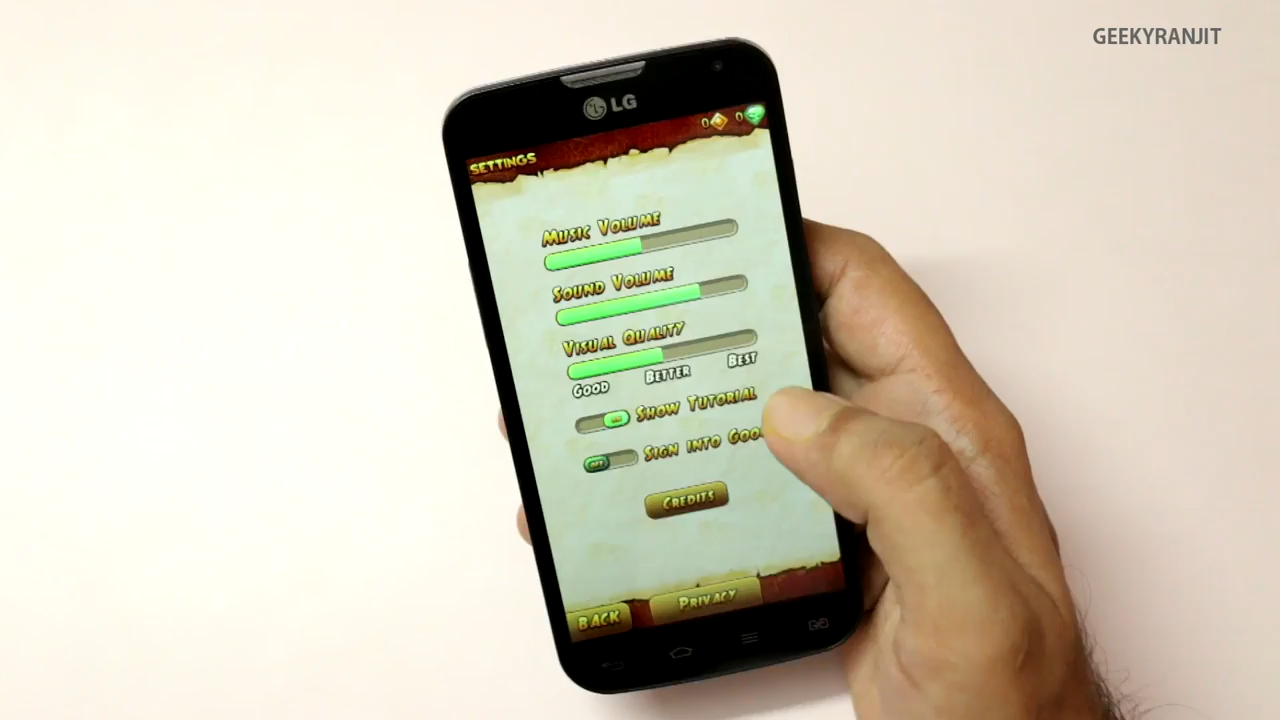 GEEKYRANJIT
LG
SETTINGS 0 0
MUSIC VOLUME
SOUND VOLUME
VISUAL QUALITY
GOOD BETTER BEST
SHOW TUTORIAL
OFF SIGN INTO
CREDITS
BACK PRIVACY